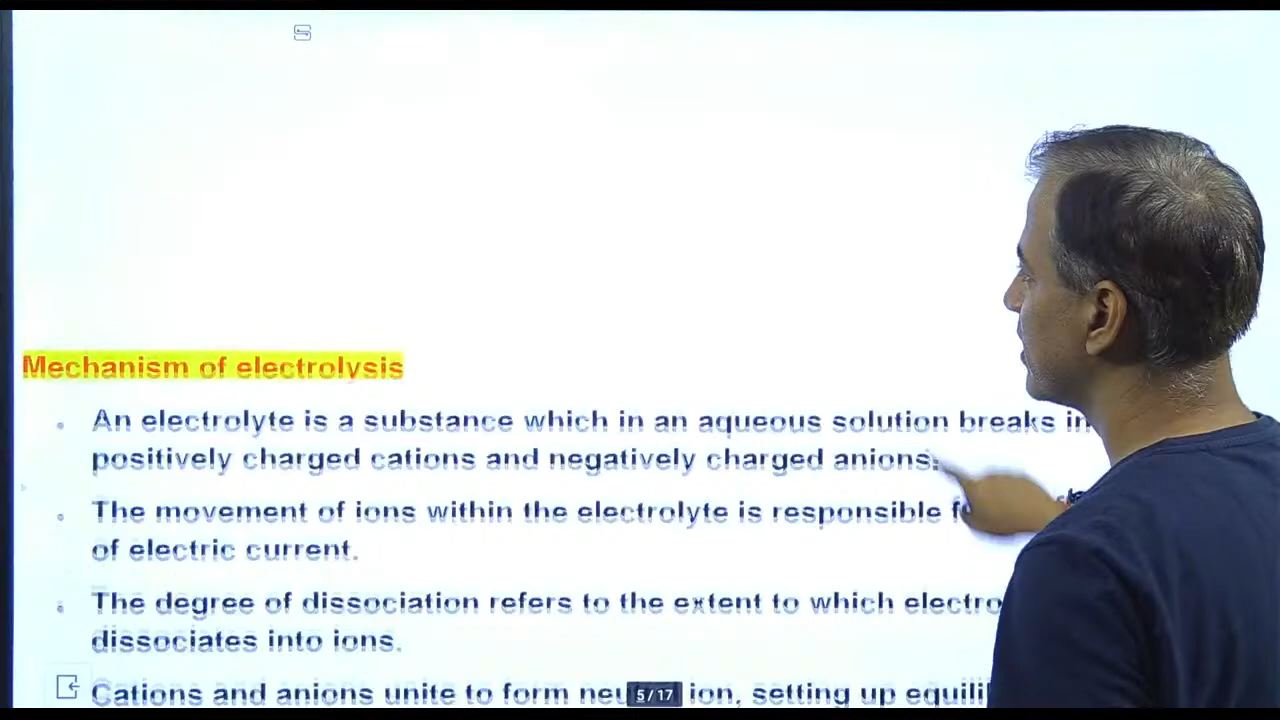 Mechanism of electrolysis
An electrolyte is a substance which in an aqueous solution breaks in
positively charged cations and negatively charged anions.
The movement of ions within the electrolyte is responsible
of electric current.
The degree of dissociation refers to the extent to which electro
dissociates into ions.
Cations and anions unite to form ion, setting up
5/17